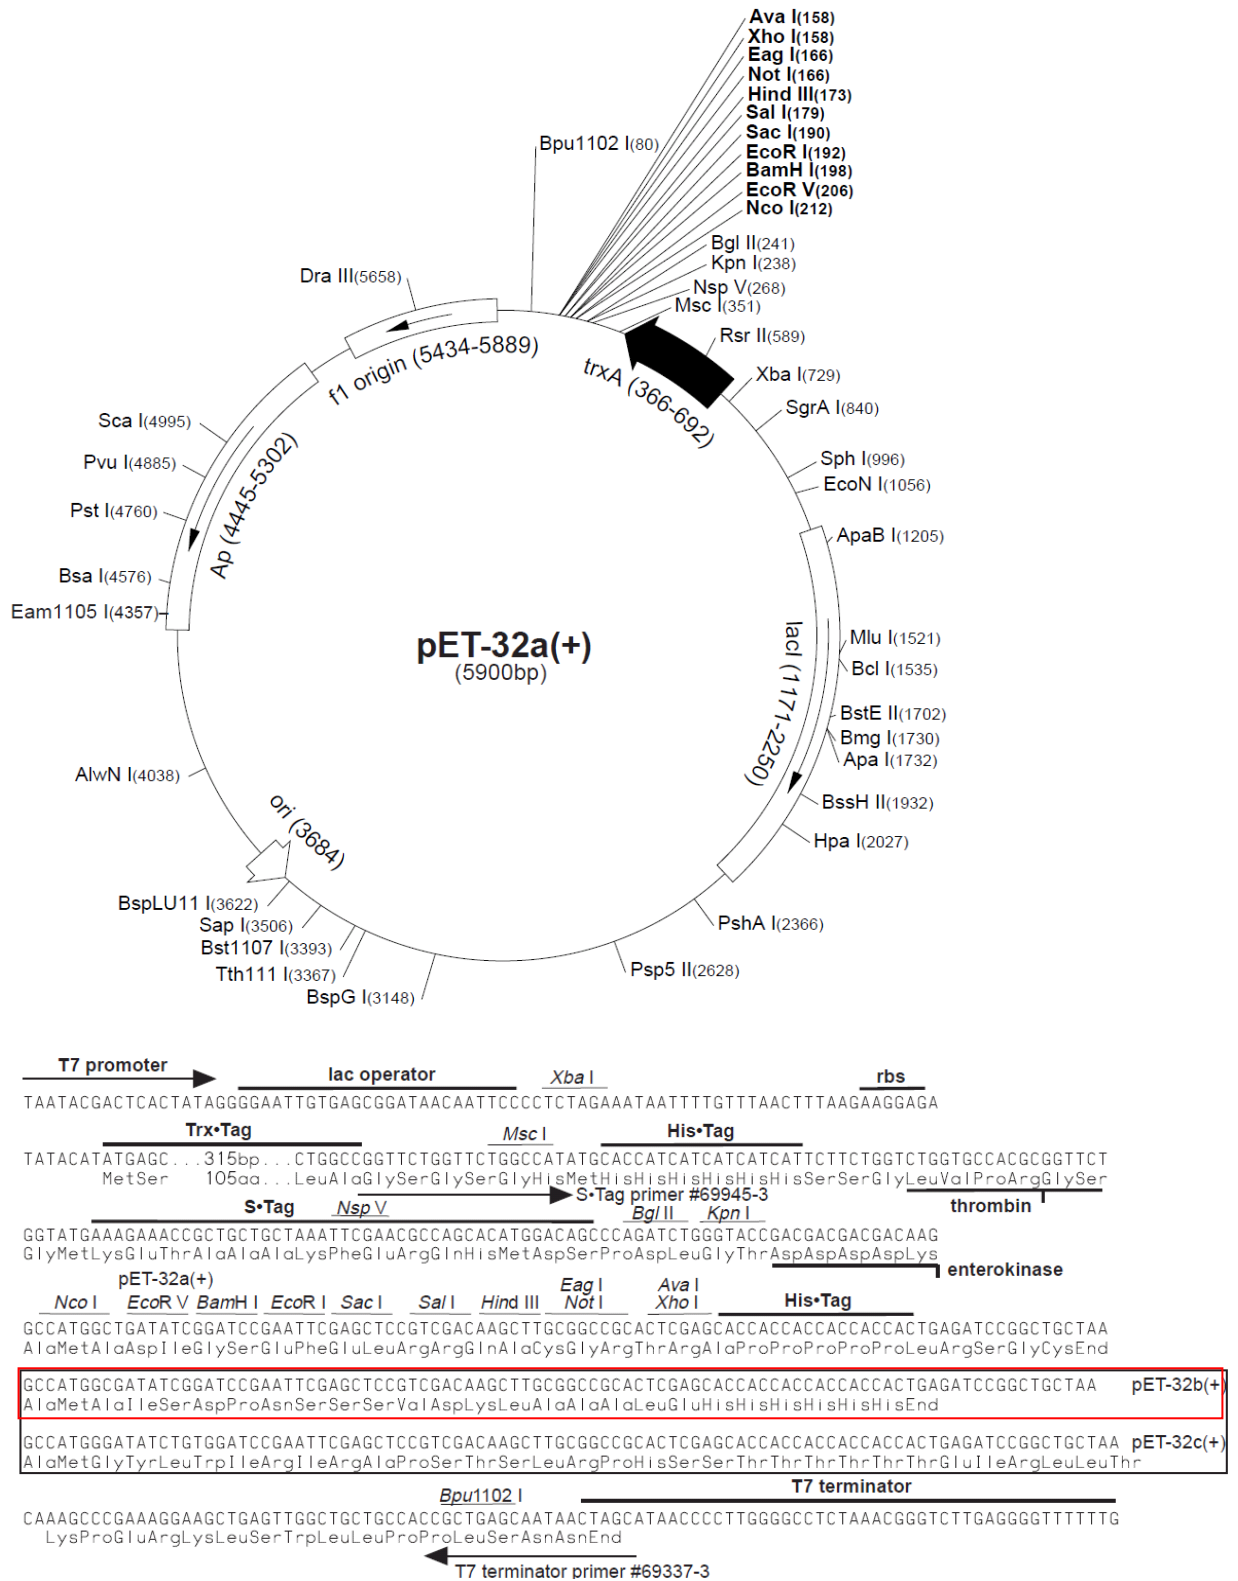 Ava I(158)
Xho I(158)
Eag I(166)
Not I(166)
Hind III(173)
Sal I(179)
Sac I(190)
EcoR I(192)
BamH I(198)
EcoR V(206)
Nco I(212)
Bpu1102 I(80)
Bgl II(241)
Kpn I(238)
Nsp V(268)
Msc I(351)
Rsr II(589)
Xba I(729)
SgrA I(840)
Sph I(996)
EcoN I(1056)
ApaB I(1205)
Mlu I(1521)
Bcl I(1535)
BstE II(1702)
Bmg I(1730)
Apa I(1732)
BssH II(1932)
Hpa I(2027)
PshA I(2366)
Psp5 II(2628)
BspG I(3148)
Tth111 I(3367)
Bst1107 I(3393)
Sap I(3506)
BspLU11 I(3622)
AlwN I(4038)
Eam1105 I(4357)
Bsa I(4576)
Pst I(4760)
Pvu I(4885)
Sca I(4995)
Dra III(5658)
f1 origin (5434-5889)
trxA (366-692)
lacI (1171-2250)
ori (3684)
Ap (4445-5302)
pET-32a(+)
(5900bp)
T7 promoter
lac operator
Xba I
rbs
TAATACGACTCACTATAGGGGAATTGTGAGCGGATAACAATTCCCCTCTAGAAATAATTTTGTTTAACTTTAAGAAGGAGA
Trx•Tag
Msc I
His•Tag
TATACATATGAGC...315bp...CTGGCCGGTTCTGGTTCTGGCCATATGCACCATCATCATCATCATTCTTCTGGTCTGGTGCCACGCGGTTCT
MetSer 105aa...LeuAlaGlySerGlySerGlyHisMetHisHisHisHisHisHisSerSerGlyLeuValProArgGlySer
S•Tag primer #69945-3
thrombin
S•Tag
Nsp V
Bgl II
Kpn I
GGTATGAAAGAAACCGCTGCTGCTAAATTCGAACGCCAGCACATGGACAGCCCAGATCTGGGTACCGACGACGACGACAAG
GlyMetLysGluThrAlaAlaAlaLysPheGluArgGlnHisMetAspSerProAspLeuGlyThrAspAspAspAspLys
enterokinase
pET-32a(+)
Nco I
EcoR V
BamH I
EcoR I
Sac I
Sal I
Hind III
Eag I
Not I
Ava I
Xho I
His•Tag
GCCATGGCTGATATCGGATCCGAATTCGAGCTCCGTCGACAAGCTTGCGGCCGCACTCGAGCACCACCACCACCACCACTGAGATCCGGCTGCTAA
AlaMetAlaAspIleGlySerGluPheGluLeuArgArgGlnAlaCysGlyArgThrArgAlaProProProProProLeuArgSerGlyCysEnd
GCCATGGCGATATCGGATCCGAATTCGAGCTCCGTCGACAAGCTTGCGGCCGCACTCGAGCACCACCACCACCACCACTGAGATCCGGCTGCTAA pET-32b(+)
AlaMetAlaIleSerAspProAsnSerSerSerValAspLysLeuAlaAlaAlaLeuGluHisHisHisHisHisHisEnd
GCCATGGGATATCTGTGGATCCGAATTCGAGCTCCGTCGACAAGCTTGCGGCCGCACTCGAGCACCACCACCACCACCACTGAGATCCGGCTGCTAA pET-32c(+)
AlaMetGlyTyrLeuTrpIleArgIleArgAlaProSerThrSerLeuArgProHisSerSerThrThrThrThrThrThrGluIleArgLeuLeuThr
Bpu1102 I
T7 terminator
CAAAGCCCGAAAGGAAGCTGAGTTGGCTGCTGCCACCGCTGAGCAATAACTAGCATAACCCCTTGGGGCCTCTAAACGGGTCTTGAGGGGTTTTTTG
LysProGluArgLysLeuSerTrpLeuLeuProProLeuSerAsnAsnEnd
T7 terminator primer #69337-3